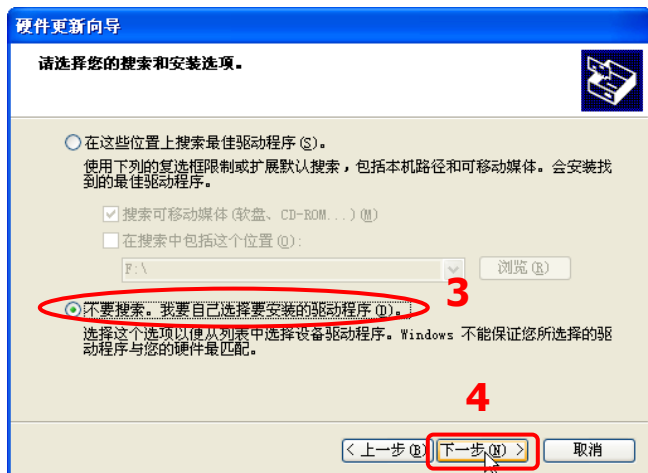 硬件更新向导
请选择您的搜索和安装选项。
在这些位置上搜索最佳驱动程序(S)。
使用下列的复选框限制或扩展默认搜索，包括本机路径和可移动媒体。会安装找
到的最佳驱动程序。
搜索可移动媒体(软盘、CD-ROM...)(M)
在搜索中包括这个位置(O):
F:\
浏览(R)
3
不要搜索。我要自己选择要安装的驱动程序(D)。
选择这个选项以便从列表中选择设备驱动程序。Windows 不能保证您所选择的驱
动程序与您的硬件最匹配。
4
< 上一步(B) 下一步(N) > 取消